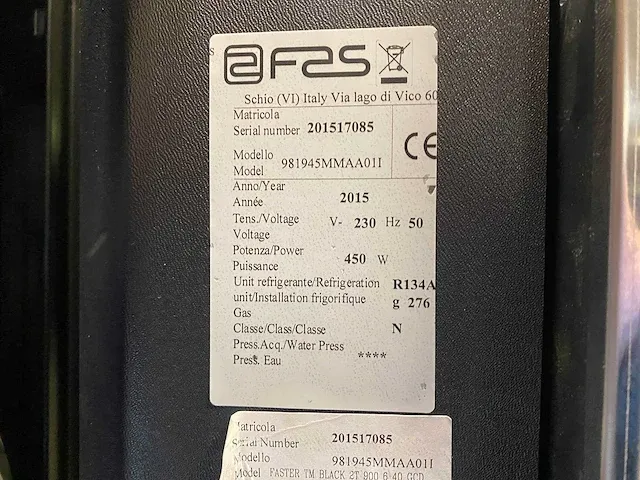 FAS
Schio (VI) Italy Via lago di Vico 60
Matricola
Serial number 201517085
CE
Modello
Model 981945MMAA01I
Anno/Year
Année 2015
Tens./Voltage
Voltage V- 230 Hz 50
Potenza/Power
Puissance 450 W
Unit refrigerante/Refrigeration R134A
unit/Installation frigorifique g 276
Gas
Classe/Class/Classe N
Press.Acq./Water Press
Press. Eau ****
Matricola
Serial Number 201517085
Modello 981945MMAA01I
Model FASTER TM BLACK 2T 900 6 40 GCD